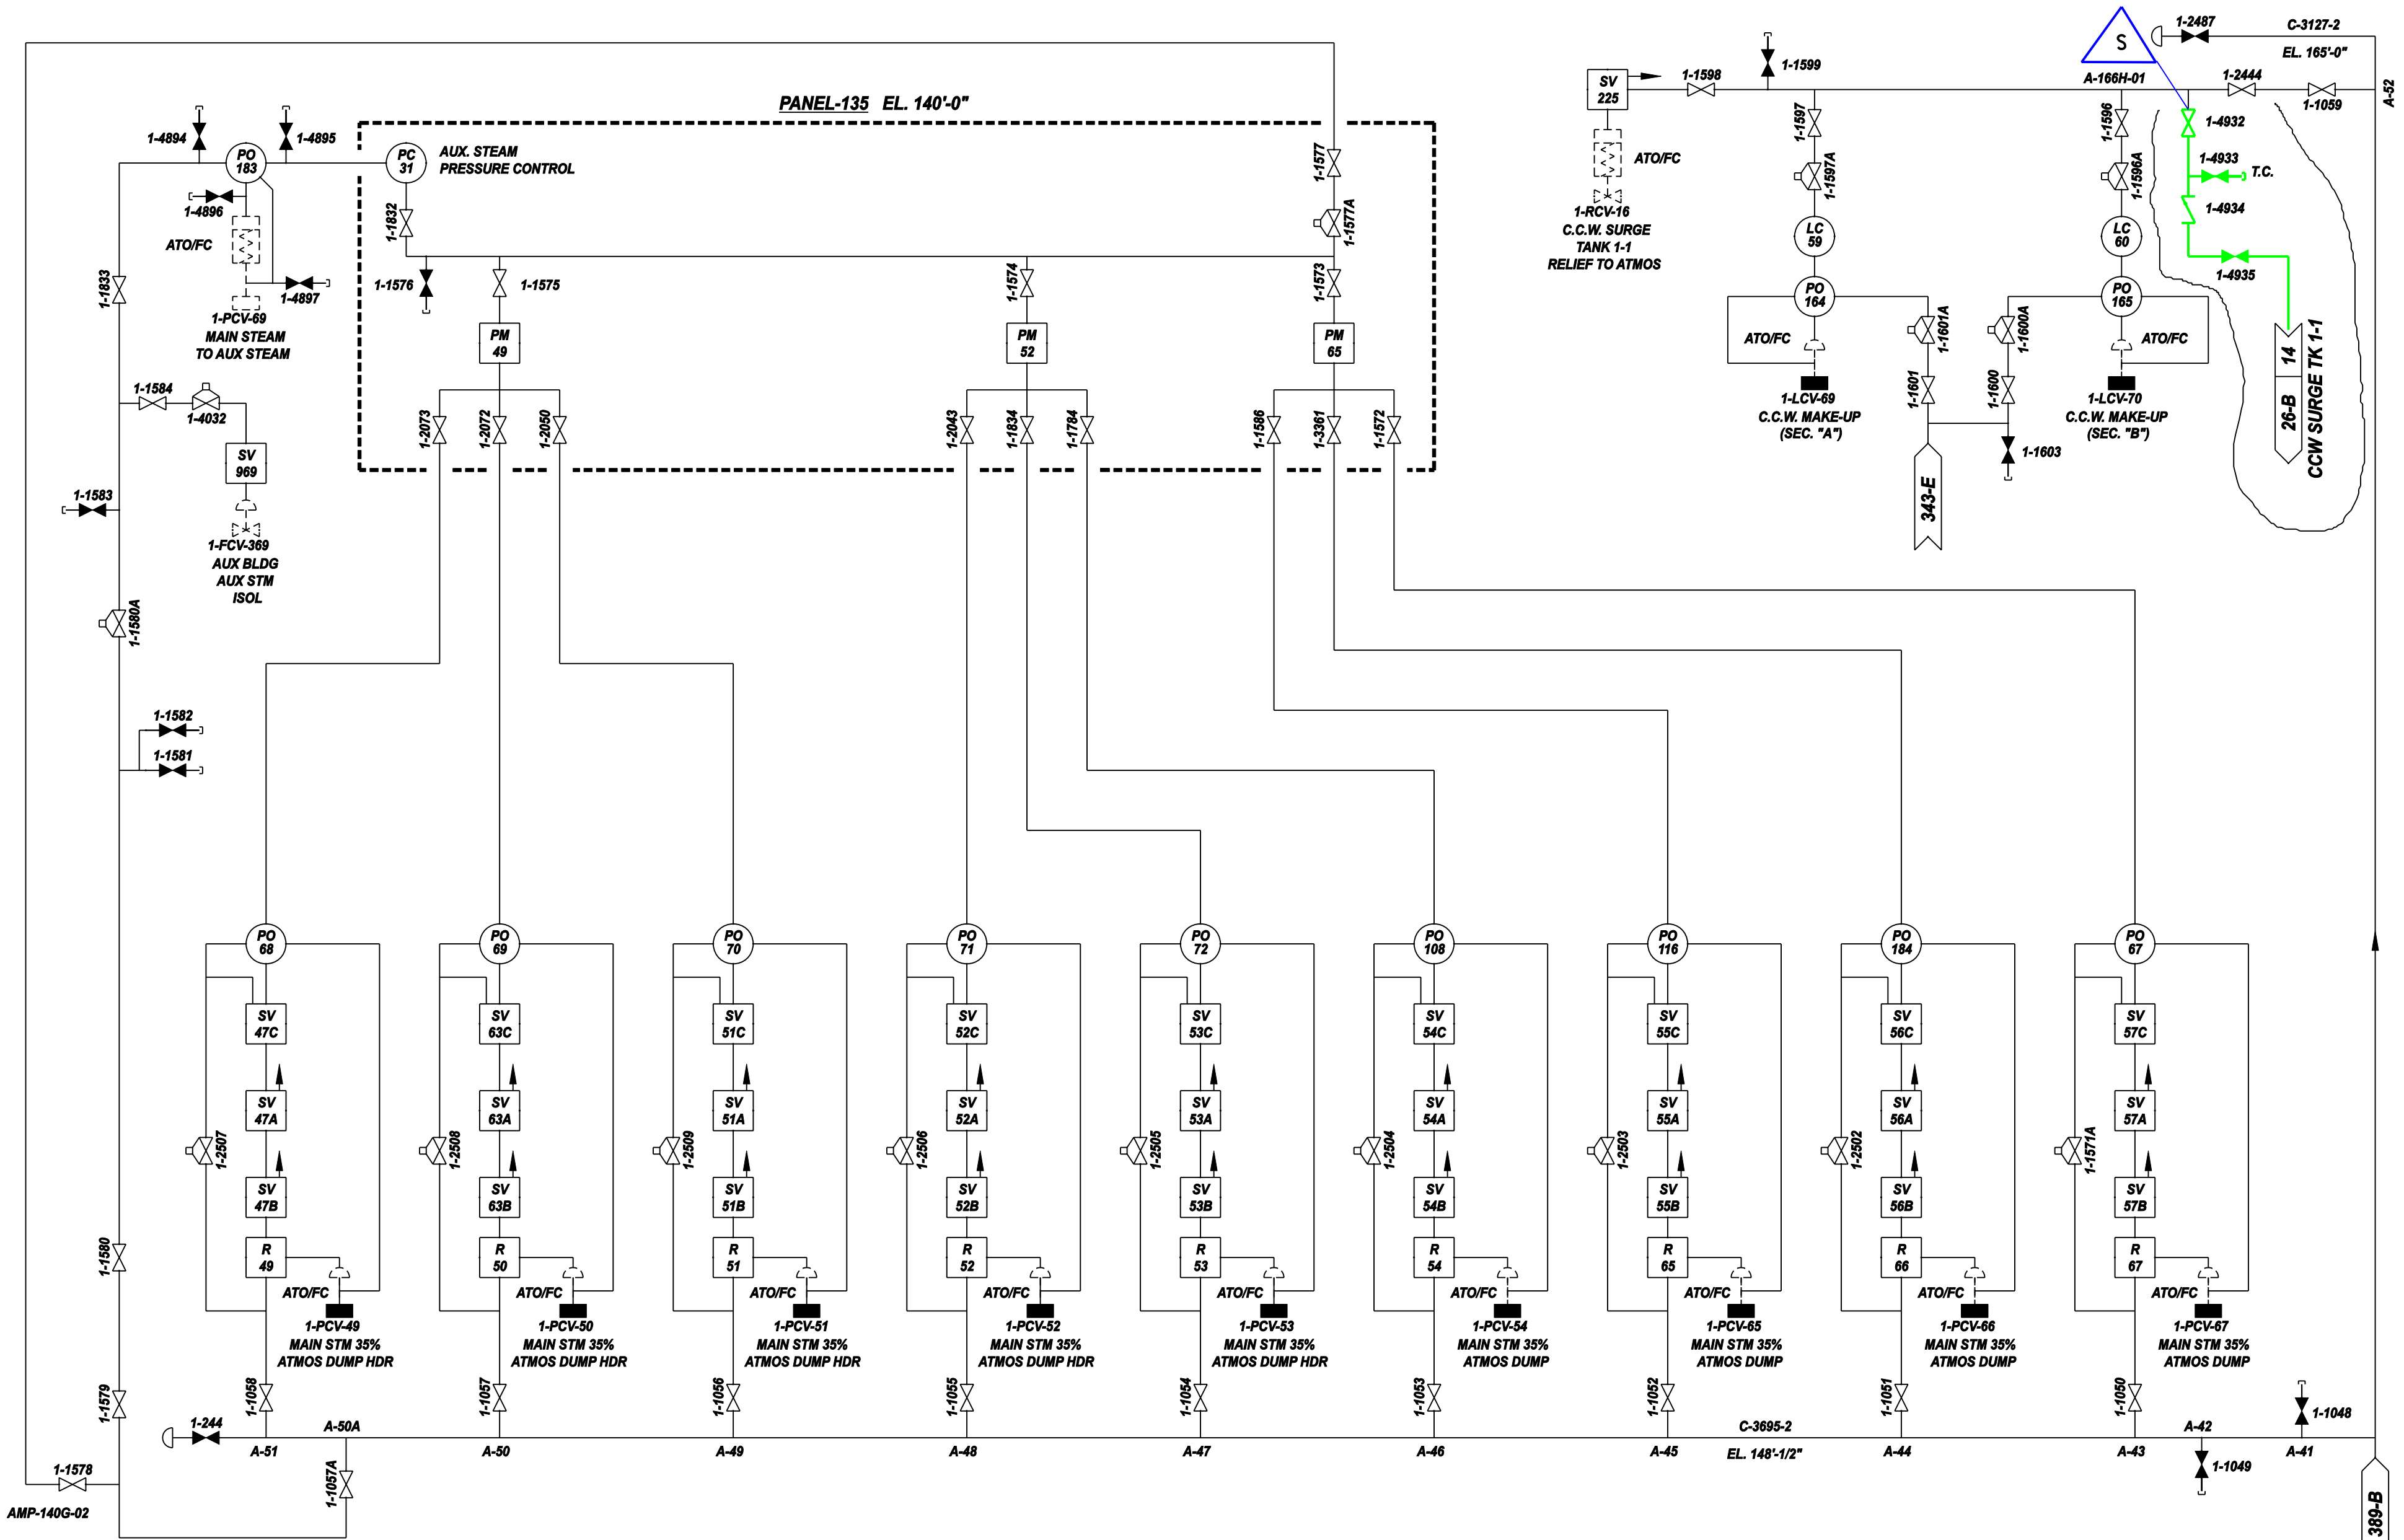 PANEL-135 EL. 140'-0"
1-2487
C-3127-2
EL. 165'-0"
S
A-166H-01
1-2444
1-1059
A-52
1-4894
1-4895
PO
183
PC
31
AUX. STEAM
PRESSURE CONTROL
1-4896
ATO/FC
1-4897
1-PCV-69
MAIN STEAM
TO AUX STEAM
1-1833
1-1832
1-1576
1-1575
1-1574
1-1573
1-1577
1-1577A
PM
49
PM
52
PM
65
1-2073
1-2072
1-2050
1-2043
1-1834
1-1784
1-1586
1-3361
1-1572
SV
225
1-1598
1-1599
ATO/FC
1-RCV-16
C.C.W. SURGE
TANK 1-1
RELIEF TO ATMOS
1-1597
1-1597A
LC
59
PO
164
ATO/FC
1-LCV-69
C.C.W. MAKE-UP
(SEC. "A")
1-1601A
1-1601
1-1596
1-1596A
LC
60
PO
165
ATO/FC
1-LCV-70
C.C.W. MAKE-UP
(SEC. "B")
1-1600A
1-1600
1-1603
343-E
1-4932
1-4933
T.C.
1-4934
1-4935
26-B
14
CCW SURGE TK 1-1
1-1584
1-4032
SV
969
1-FCV-369
AUX BLDG
AUX STM
ISOL
1-1583
1-1580A
1-1582
1-1581
1-1580
1-1579
1-1578
AMP-140G-02
PO
68
SV
47C
SV
47A
SV
47B
R
49
1-2507
ATO/FC
1-PCV-49
MAIN STM 35%
ATMOS DUMP HDR
1-1058
PO
69
SV
63C
SV
63A
SV
63B
R
50
1-2508
ATO/FC
1-PCV-50
MAIN STM 35%
ATMOS DUMP HDR
1-1057
PO
70
SV
51C
SV
51A
SV
51B
R
51
1-2509
ATO/FC
1-PCV-51
MAIN STM 35%
ATMOS DUMP HDR
1-1056
PO
71
SV
52C
SV
52A
SV
52B
R
52
1-2506
ATO/FC
1-PCV-52
MAIN STM 35%
ATMOS DUMP HDR
1-1055
PO
72
SV
53C
SV
53A
SV
53B
R
53
1-2505
ATO/FC
1-PCV-53
MAIN STM 35%
ATMOS DUMP HDR
1-1054
PO
108
SV
54C
SV
54A
SV
54B
R
54
1-2504
ATO/FC
1-PCV-54
MAIN STM 35%
ATMOS DUMP
1-1053
PO
116
SV
55C
SV
55A
SV
55B
R
65
1-2503
ATO/FC
1-PCV-65
MAIN STM 35%
ATMOS DUMP
1-1052
PO
184
SV
56C
SV
56A
SV
56B
R
66
1-2502
ATO/FC
1-PCV-66
MAIN STM 35%
ATMOS DUMP
1-1051
PO
67
SV
57C
SV
57A
SV
57B
R
67
1-1571A
ATO/FC
1-PCV-67
MAIN STM 35%
ATMOS DUMP
1-1050
1-244
A-51
A-50A
1-1057A
A-50
A-49
A-48
A-47
A-46
A-45
C-3695-2
EL. 148'-1/2"
A-44
A-43
A-42
1-1049
A-41
1-1048
389-B